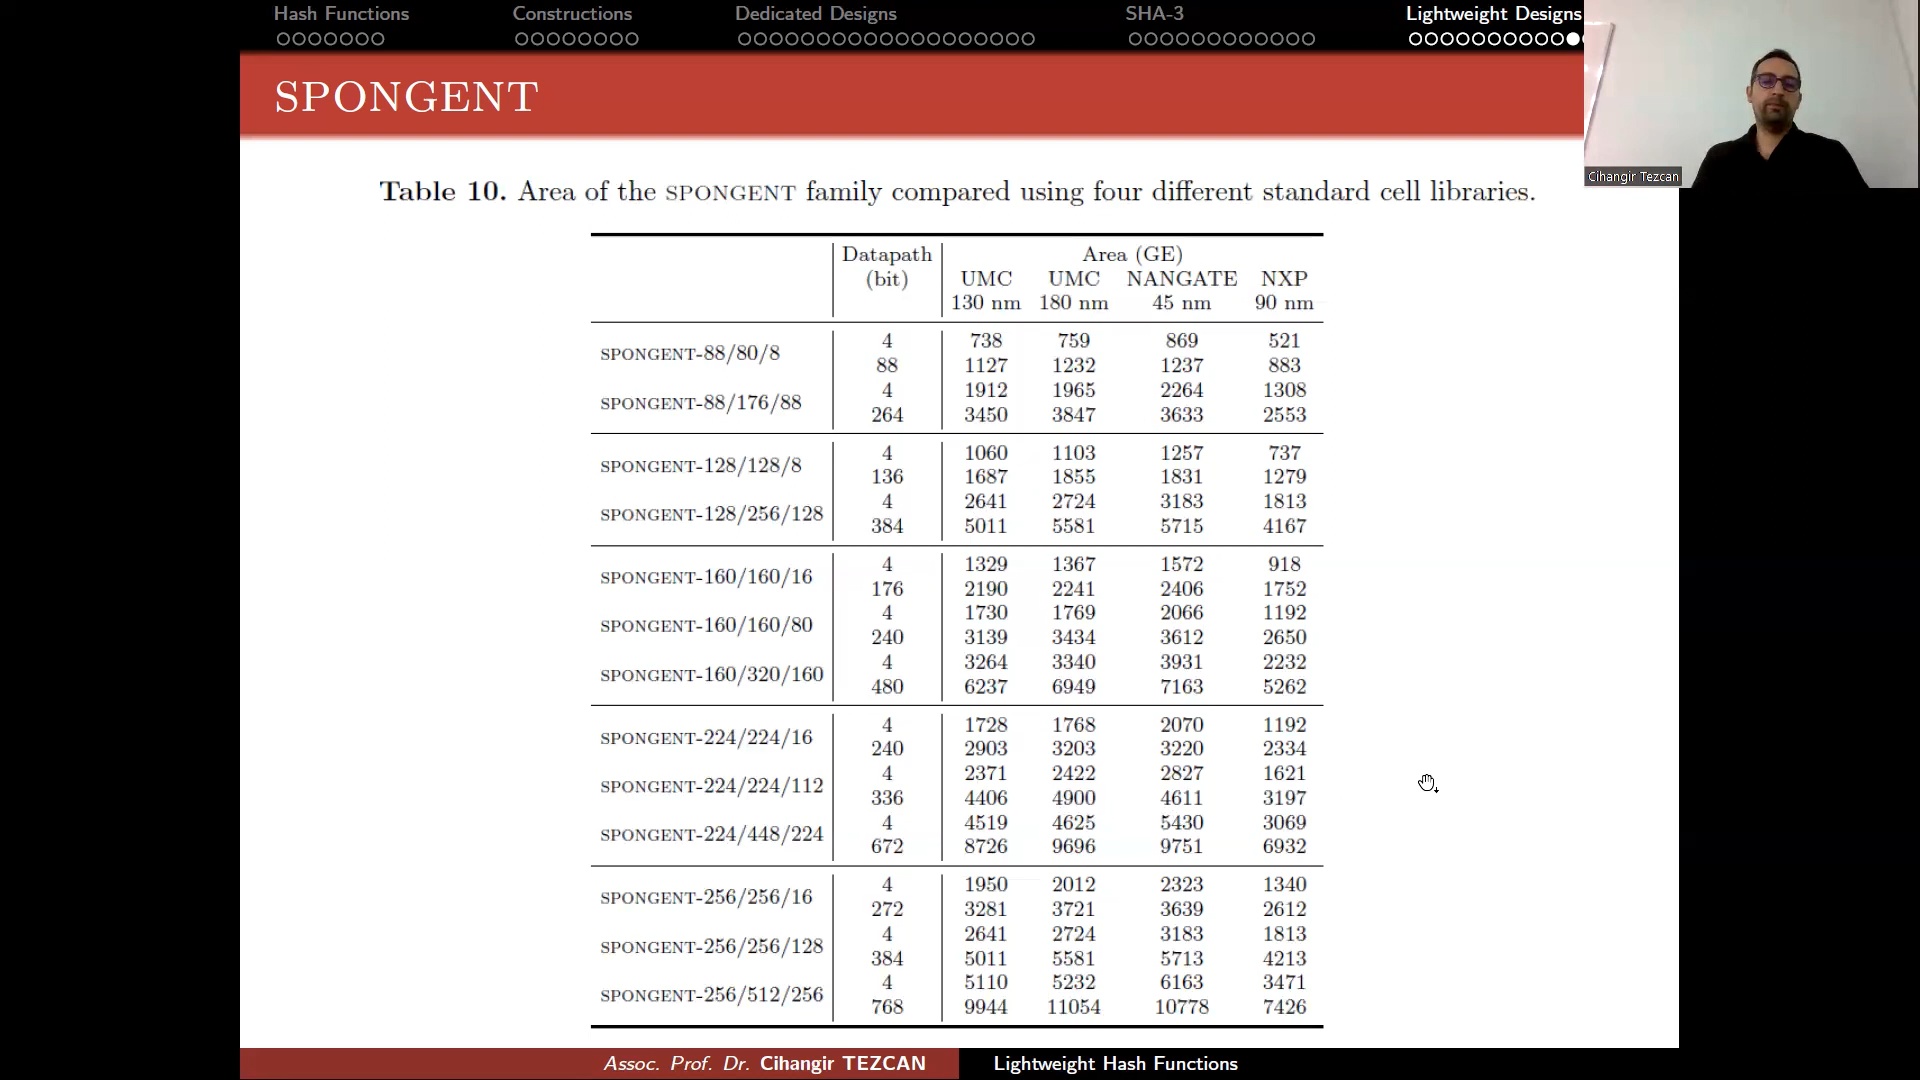 Hash Functions Constructions Dedicated Designs SHA-3 Lightweight Designs
SPONGENT
Cihangir Tezcan
Table 10. Area of the SPONGENT family compared using four different standard cell libraries.
Datapath Area (GE)
(bit) UMC UMC NANGATE NXP
130 nm 180 nm 45 nm 90 nm
SPONGENT-88/80/8
4 738 759 869 521
88 1127 1232 1237 883
SPONGENT-88/176/88
4 1912 1965 2264 1308
264 3450 3847 3633 2553
SPONGENT-128/128/8
4 1060 1103 1257 737
136 1687 1855 1831 1279
SPONGENT-128/256/128
4 2641 2724 3183 1813
384 5011 5581 5715 4167
SPONGENT-160/160/16
4 1329 1367 1572 918
176 2190 2241 2406 1752
SPONGENT-160/160/80
4 1730 1769 2066 1192
240 3139 3434 3612 2650
SPONGENT-160/320/160
4 3264 3340 3931 2232
480 6237 6949 7163 5262
SPONGENT-224/224/16
4 1728 1768 2070 1192
240 2903 3203 3220 2334
SPONGENT-224/224/112
4 2371 2422 2827 1621
336 4406 4900 4611 3197
SPONGENT-224/448/224
4 4519 4625 5430 3069
672 8726 9696 9751 6932
SPONGENT-256/256/16
4 1950 2012 2323 1340
272 3281 3721 3639 2612
SPONGENT-256/256/128
4 2641 2724 3183 1813
384 5011 5581 5713 4213
SPONGENT-256/512/256
4 5110 5232 6163 3471
768 9944 11054 10778 7426
Assoc. Prof. Dr. Cihangir TEZCAN Lightweight Hash Functions